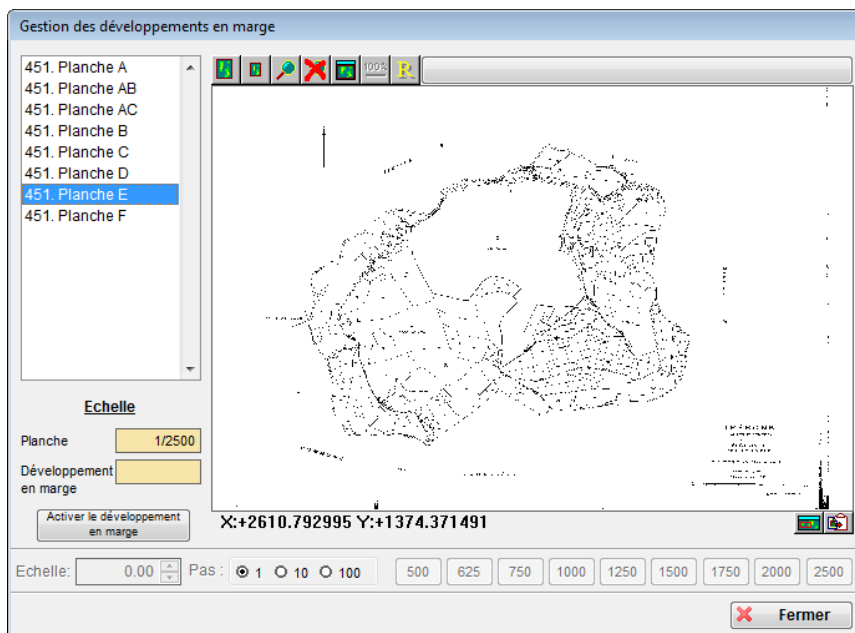 Gestion des développements en marge
451. Planche A
451. Planche AB
451. Planche AC
451. Planche B
451. Planche C
451. Planche D
451. Planche E
451. Planche F
100%
R
Echelle
Planche 1/2500
Développement
en marge
Activer le développement
en marge
X:+2610.792995 Y:+1374.371491
Echelle: 0.00 Pas : 1 10 100 500 625 750 1000 1250 1500 1750 2000 2500
Fermer